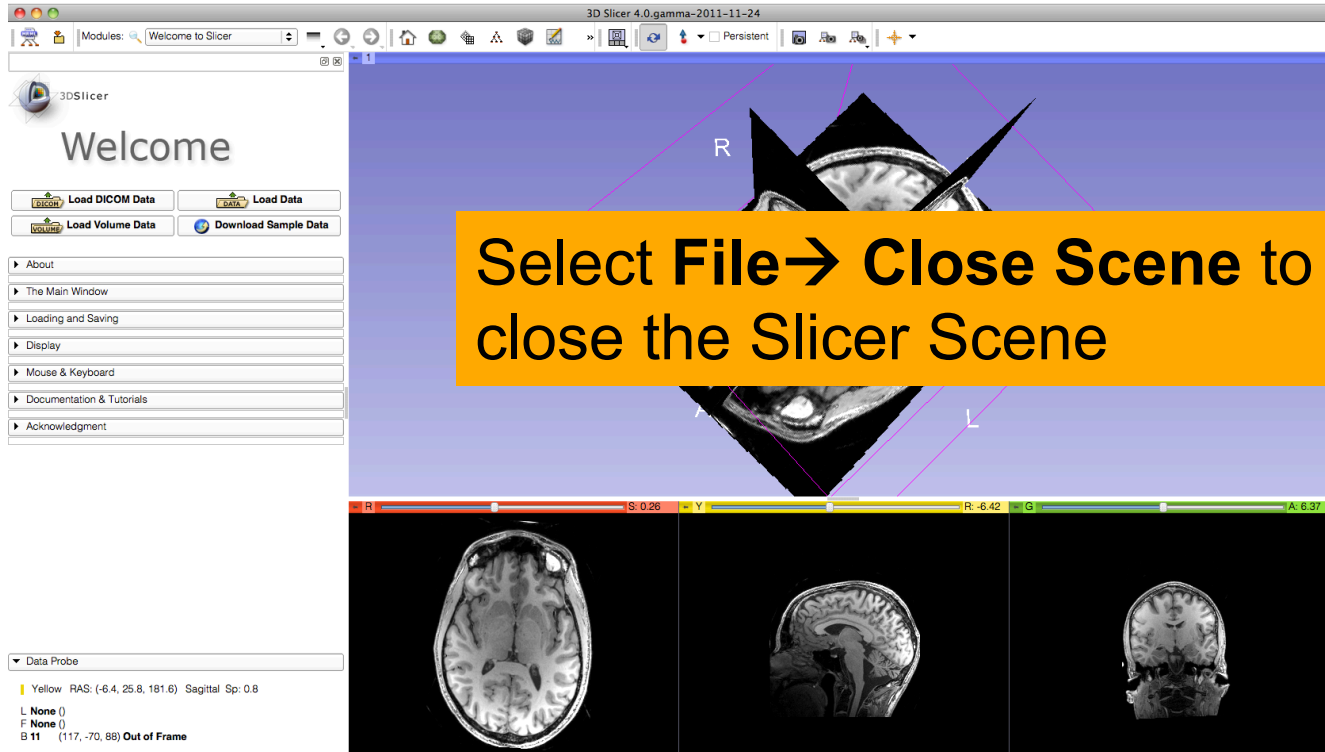 3D Slicer 4.0.gamma-2011-11-24
Modules: Welcome to Slicer
» Persistent
3DSlicer
Welcome
DICOM Load DICOM Data
DATA Load Data
VOLUME Load Volume Data
Download Sample Data
About
The Main Window
Loading and Saving
Display
Mouse & Keyboard
Documentation & Tutorials
Acknowledgment
1
R
Select File→ Close Scene to
close the Slicer Scene
A
L
R S: 0.26
Y R: -6.42
G A: 6.37
Data Probe
Yellow RAS: (-6.4, 25.8, 181.6) Sagittal Sp: 0.8
L None ()
F None ()
B 11 (117, -70, 88) Out of Frame